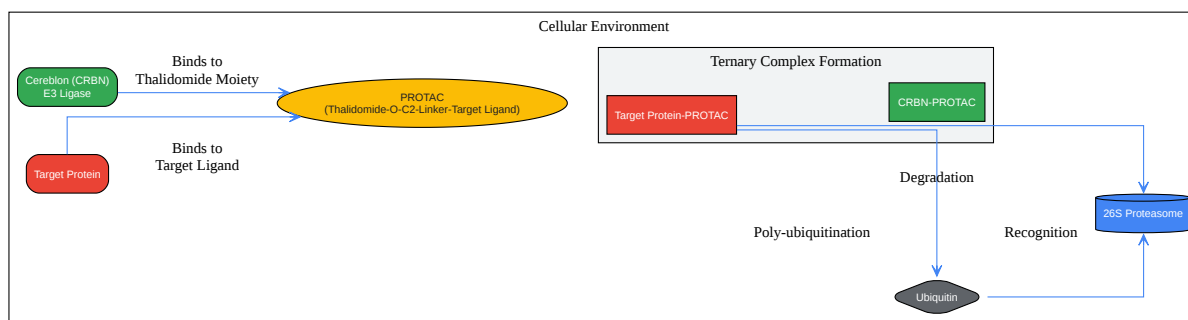 Cellular Environment
Cereblon (CRBN)
E3 Ligase
Binds to
Thalidomide Moiety
PROTAC
(Thalidomide-O-C2-Linker-Target Ligand)
Binds to
Target Ligand
Target Protein
Ternary Complex Formation
Target Protein-PROTAC
CRBN-PROTAC
Degradation
Poly-ubiquitination
Recognition
26S Proteasome
Ubiquitin